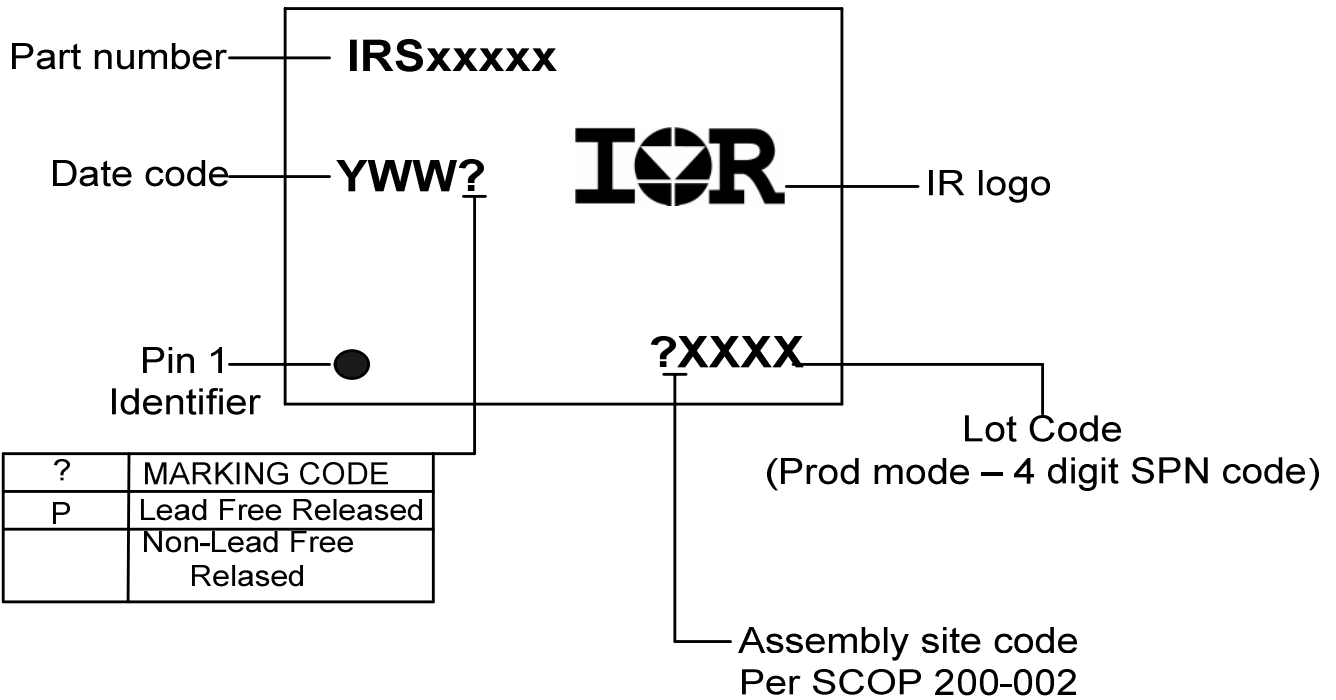 Part number
IRSxxxxx
Date code
YWW?
IOR
IR logo
Pin 1
Identifier
?XXXX
Lot Code
(Prod mode – 4 digit SPN code)
? MARKING CODE
P Lead Free Released
Non-Lead Free
Relased
Assembly site code
Per SCOP 200-002